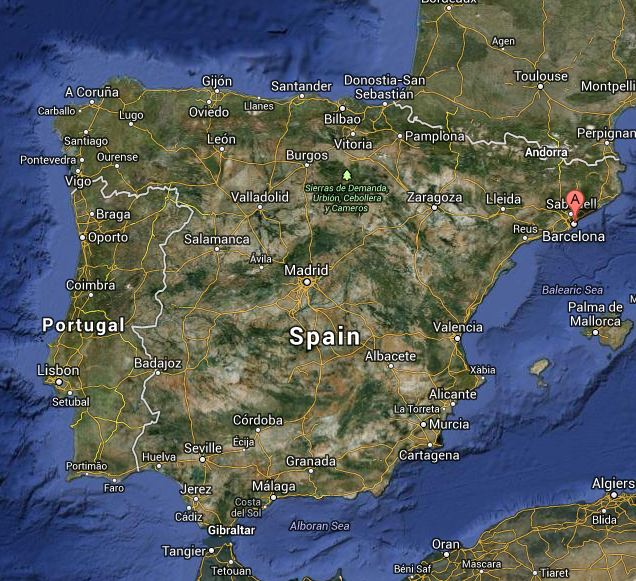 Bordeaux
Agen
Toulouse
Montpelli
A Coruña
Gijón
Santander
Donostia-San
Sebastián
Carballo
Lugo
Oviedo
Llanes
Bilbao
Santiago
León
Vitoria
Pamplona
Andorra
Perpignan
Pontevedra
Ourense
Burgos
Vigo
Sierras de Demanda,
Urbión, Cebollera
y Cameros
Valladolid
Zaragoza
Lleida
A
Sab ell
Braga
Oporto
Salamanca
Reus
Barcelona
Ávila
Madrid
Coimbra
Balearic Sea
M
Palma de
Mallorca
Portugal
Spain
Valencia
Lisbon
Badajoz
Albacete
Xàbia
Setubal
Alicante
La Torreta
Córdoba
Murcia
Écija
Seville
Cartagena
Portimão
Huelva
Granada
Faro
Jerez
Málaga
Algiers
Cádiz
Costa
del Sol
Blida
Gibraltar
Alboran Sea
Tangier
Oran
Tetouan
Béni Saf
Mascara
Tiaret